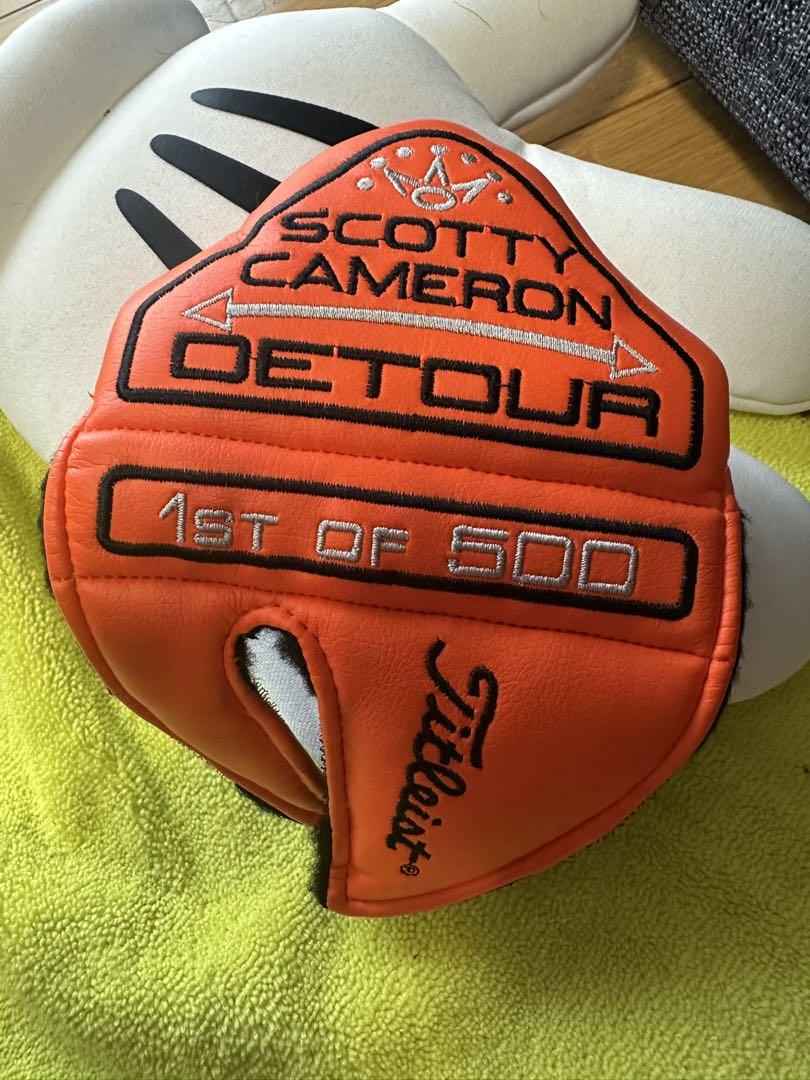 SCOTTY
CAMERON
DETOUR
1ST OF 500
Titleist®